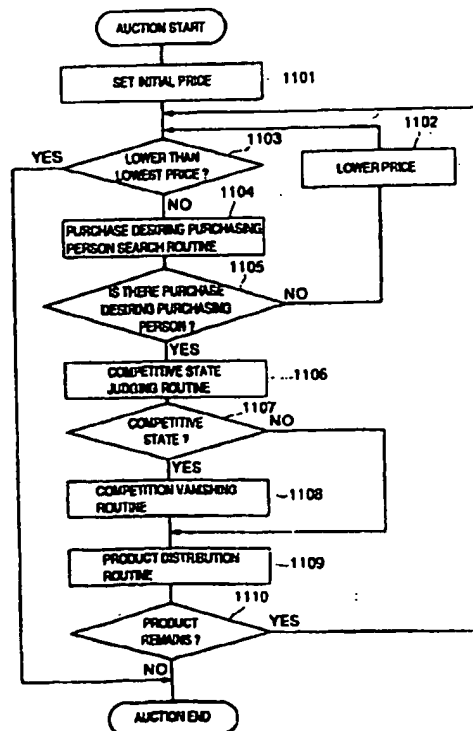 AUCTION START
SET INITIAL PRICE
1101
1102
YES
LOWER THAN
LOWEST PRICE ?
1103
LOWER PRICE
NO
1104
PURCHASE DESIRING PURCHASING
PERSON SEARCH ROUTINE
1105
IS THERE PURCHASE
DESIRING PURCHASING
PERSON ?
NO
YES
COMPETITIVE STATE
JUDGING ROUTINE
1106
1107
COMPETITIVE
STATE ?
NO
YES
COMPETITION VANISHING
ROUTINE
1108
PRODUCT DISTRIBUTION
ROUTINE
1109
1110
PRODUCT
REMAINS ?
YES
NO
AUCTION END